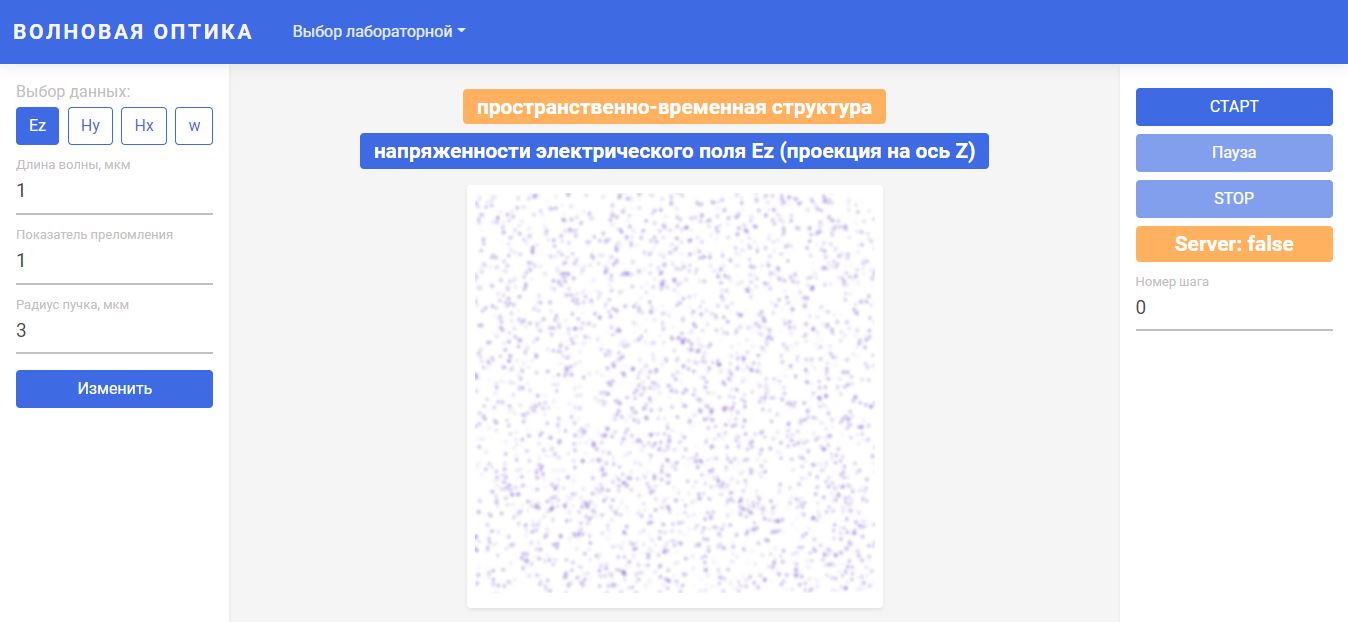 ВОЛНОВАЯ ОПТИКА
Выбор лабораторной
Выбор данных:
Ez Hy Hx w
Длина волны, мкм
1
Показатель преломления
1
Радиус пучка, мкм
3
Изменить
пространственно-временная структура
напряженности электрического поля Ez (проекция на ось Z)
СТАРТ
Пауза
STOP
Server: false
Номер шага
0